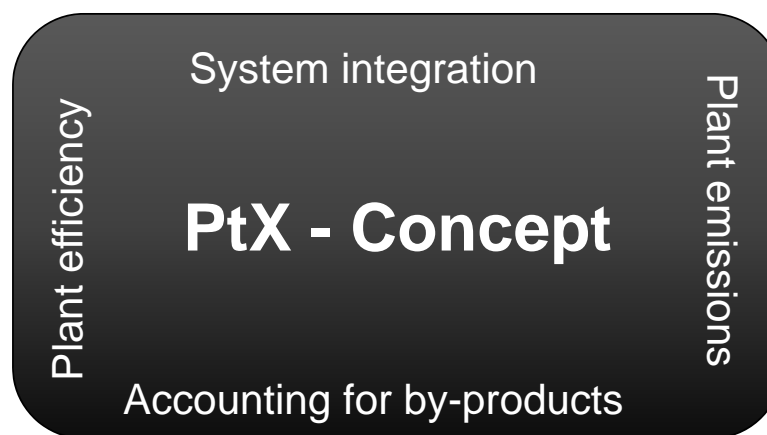 System integration
Plant efficiency
PtX - Concept
Plant emissions
Accounting for by-products